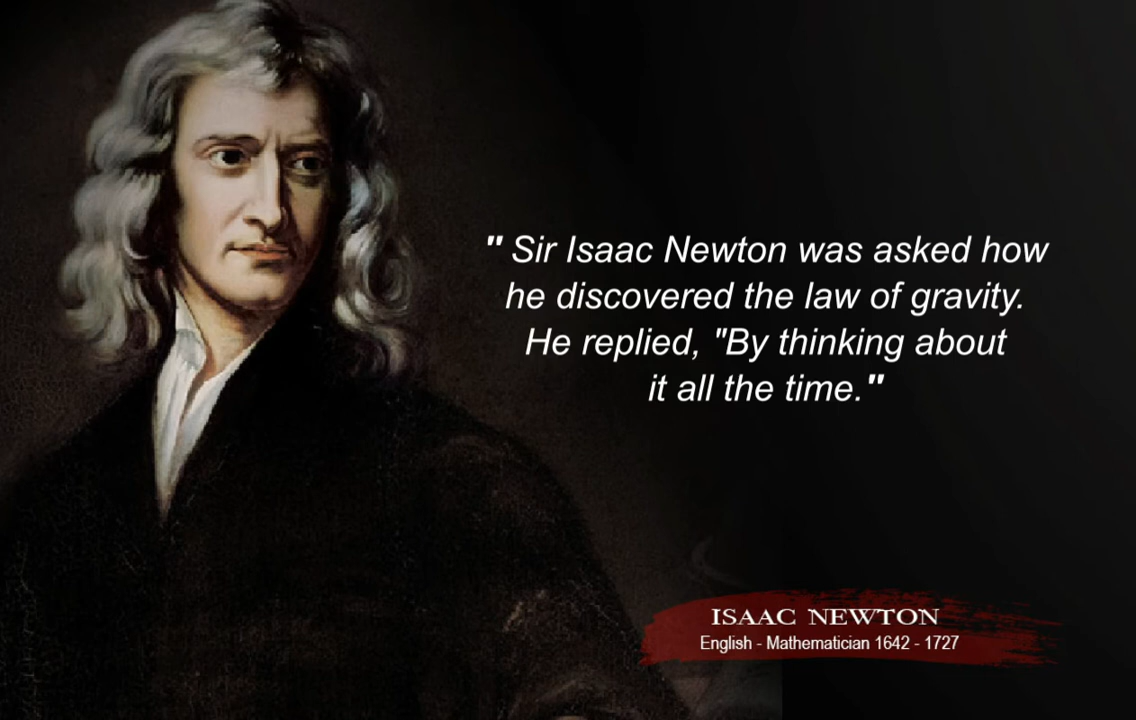 " Sir Isaac Newton was asked how
he discovered the law of gravity.
He replied, "By thinking about
it all the time."
ISAAC NEWTON
English - Mathematician 1642 - 1727